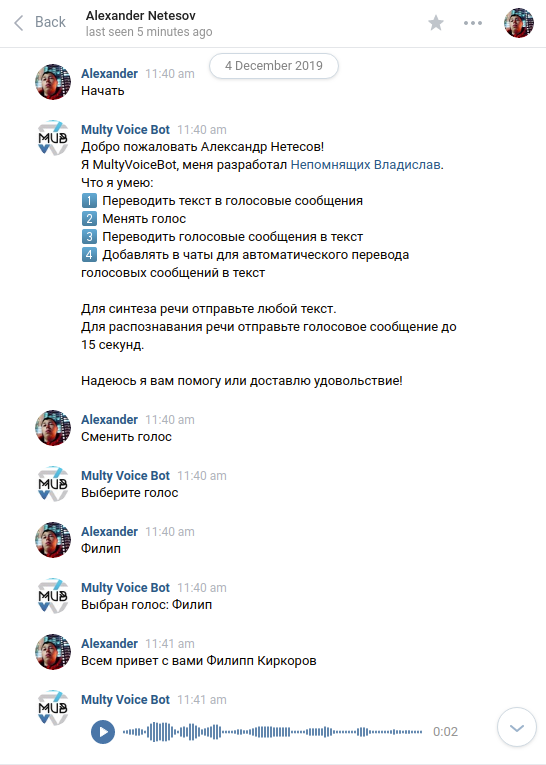 Back
Alexander Netesov
last seen 5 minutes ago
4 December 2019
Alexander 11:40 am
Начать
Multy Voice Bot 11:40 am
Добро пожаловать Александр Нетесов!
Я MultyVoiceBot, меня разработал Непомнящих Владислав.
Что я умею:
1 Переводить текст в голосовые сообщения
2 Менять голос
3 Переводить голосовые сообщения в текст
4 Добавлять в чаты для автоматического перевода
голосовых сообщений в текст
Для синтеза речи отправьте любой текст.
Для распознавания речи отправьте голосовое сообщение до
15 секунд.
Надеюсь я вам помогу или доставлю удовольствие!
Alexander 11:40 am
Сменить голос
Multy Voice Bot 11:40 am
Выберите голос
Alexander 11:40 am
Филип
Multy Voice Bot 11:40 am
Выбран голос: Филип
Alexander 11:41 am
Всем привет с вами Филипп Киркоров
Multy Voice Bot 11:41 am
0:02
MVB
MVB
MVB
MVB